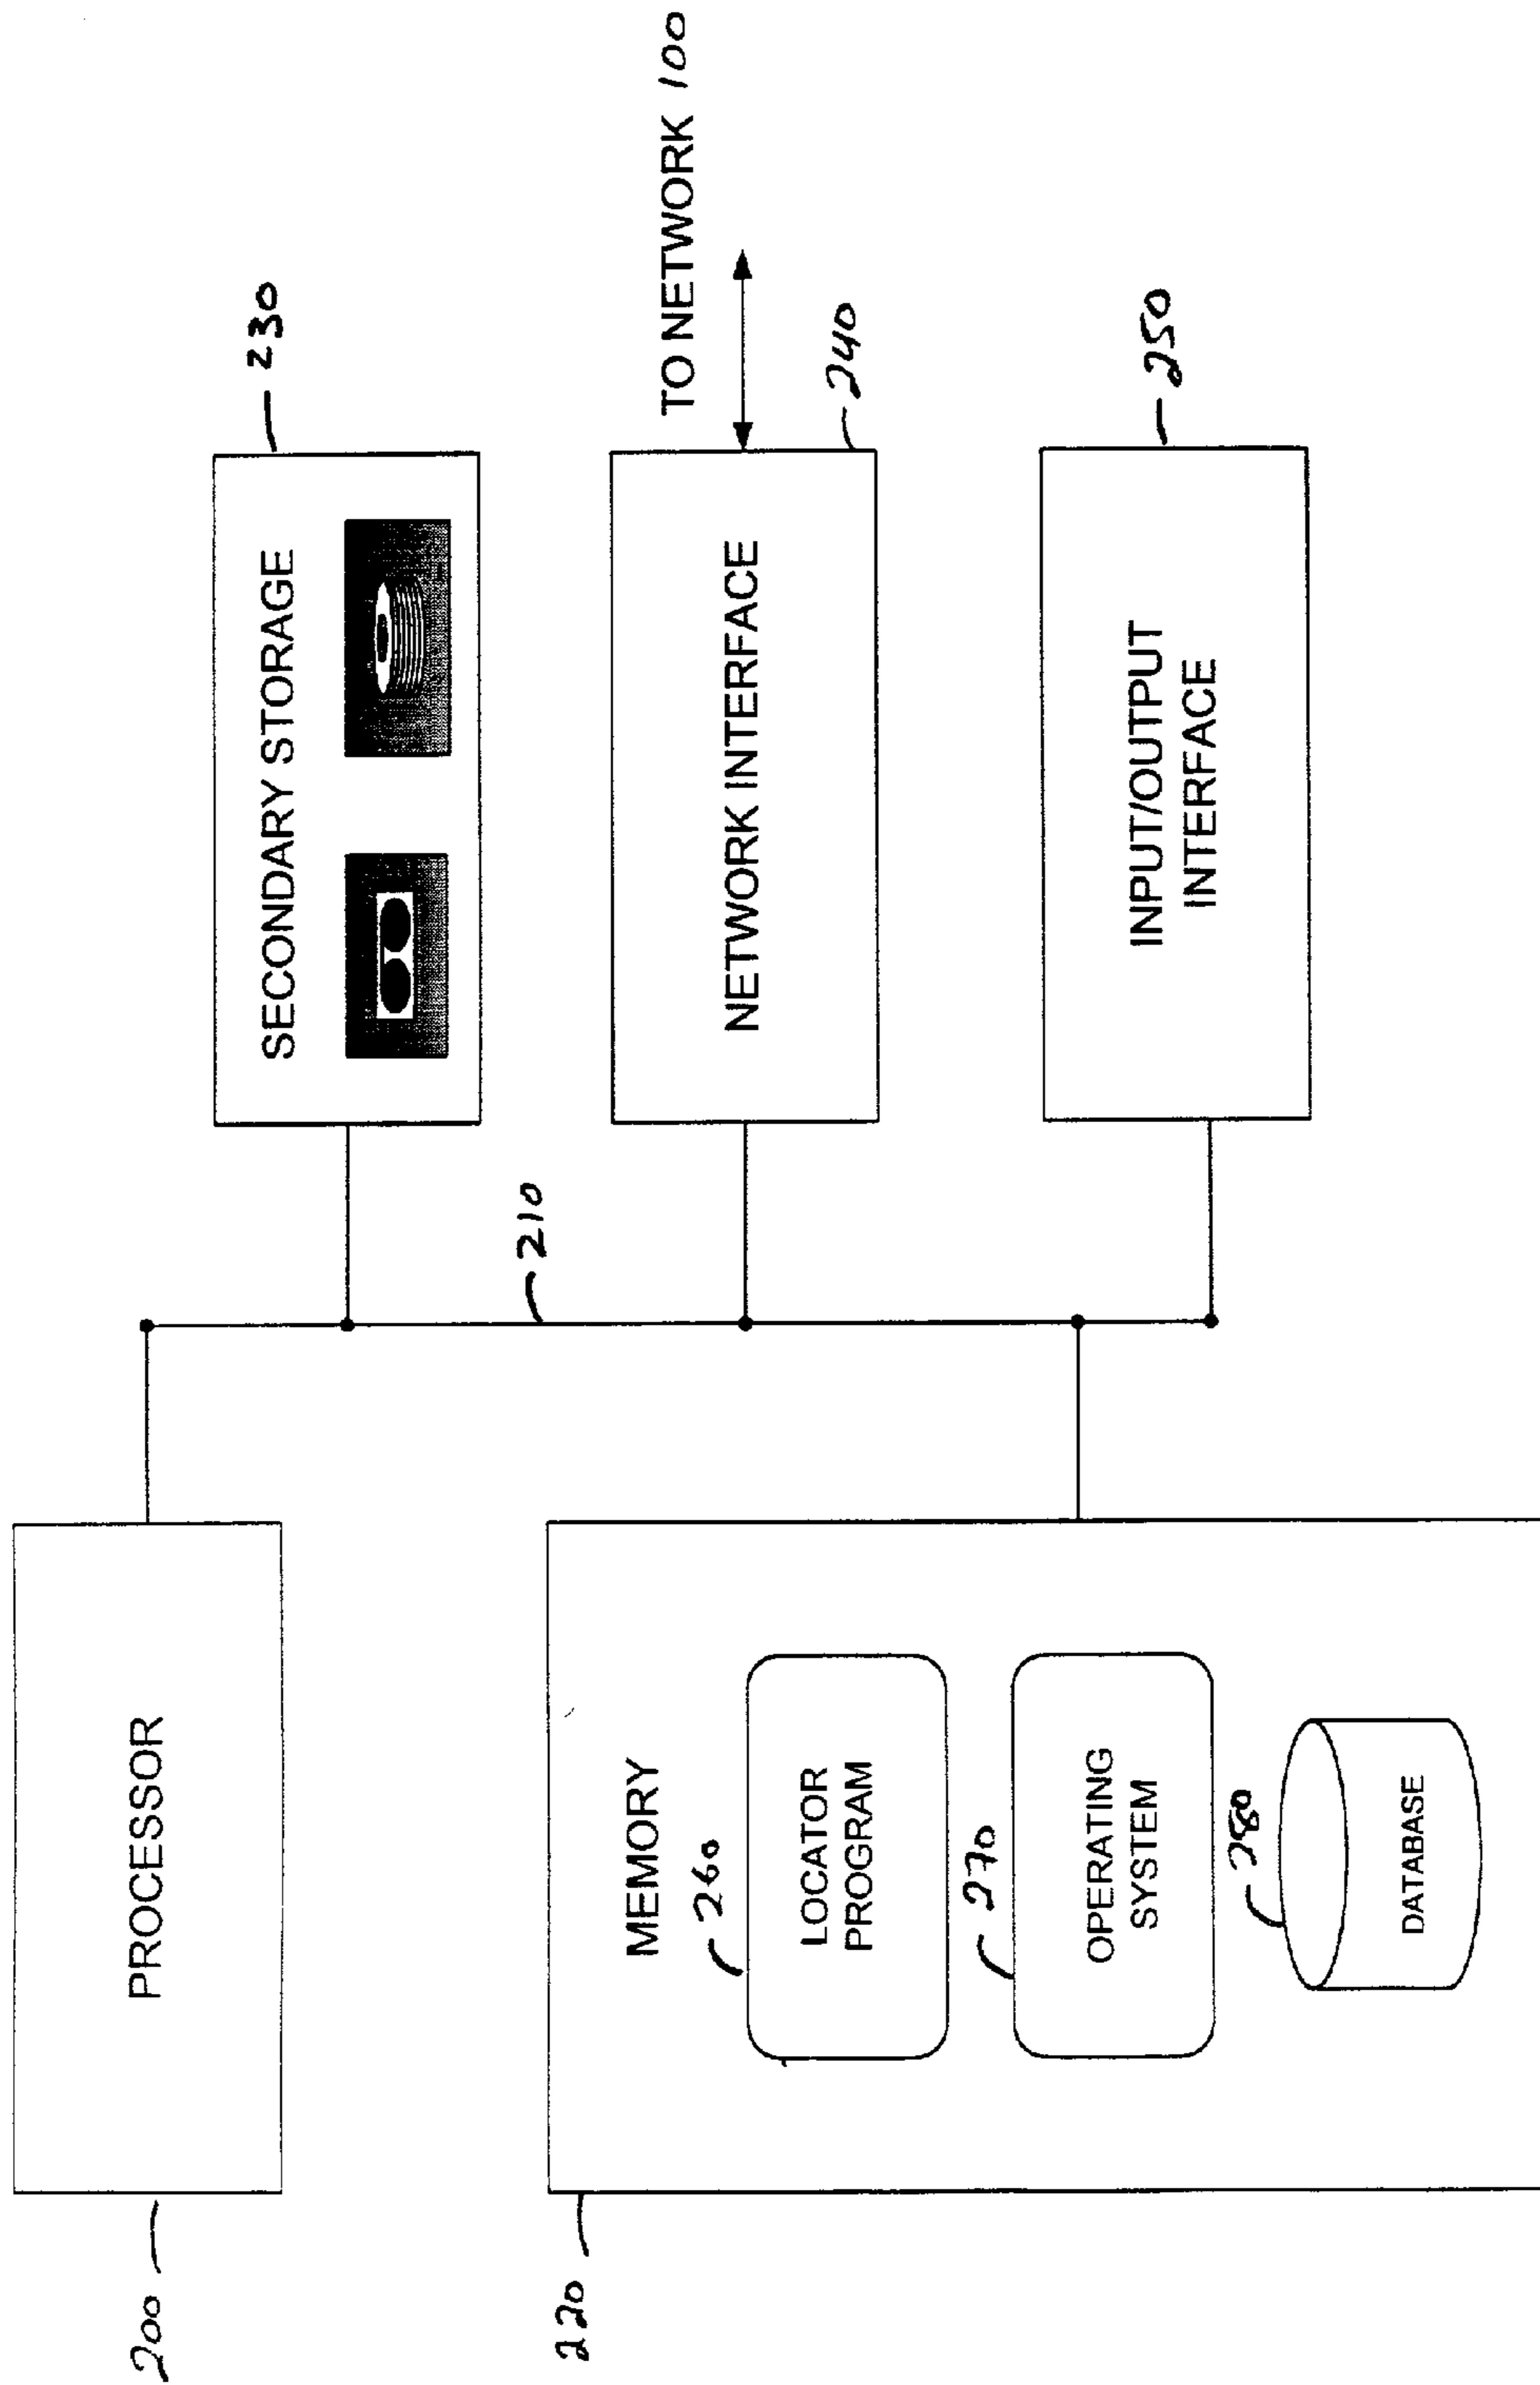 PROCESSOR
200
MEMORY
220
260
LOCATOR
PROGRAM
270
OPERATING
SYSTEM
280
DATABASE
210
SECONDARY STORAGE
230
TO NETWORK 100
NETWORK INTERFACE
240
INPUT/OUTPUT
INTERFACE
250